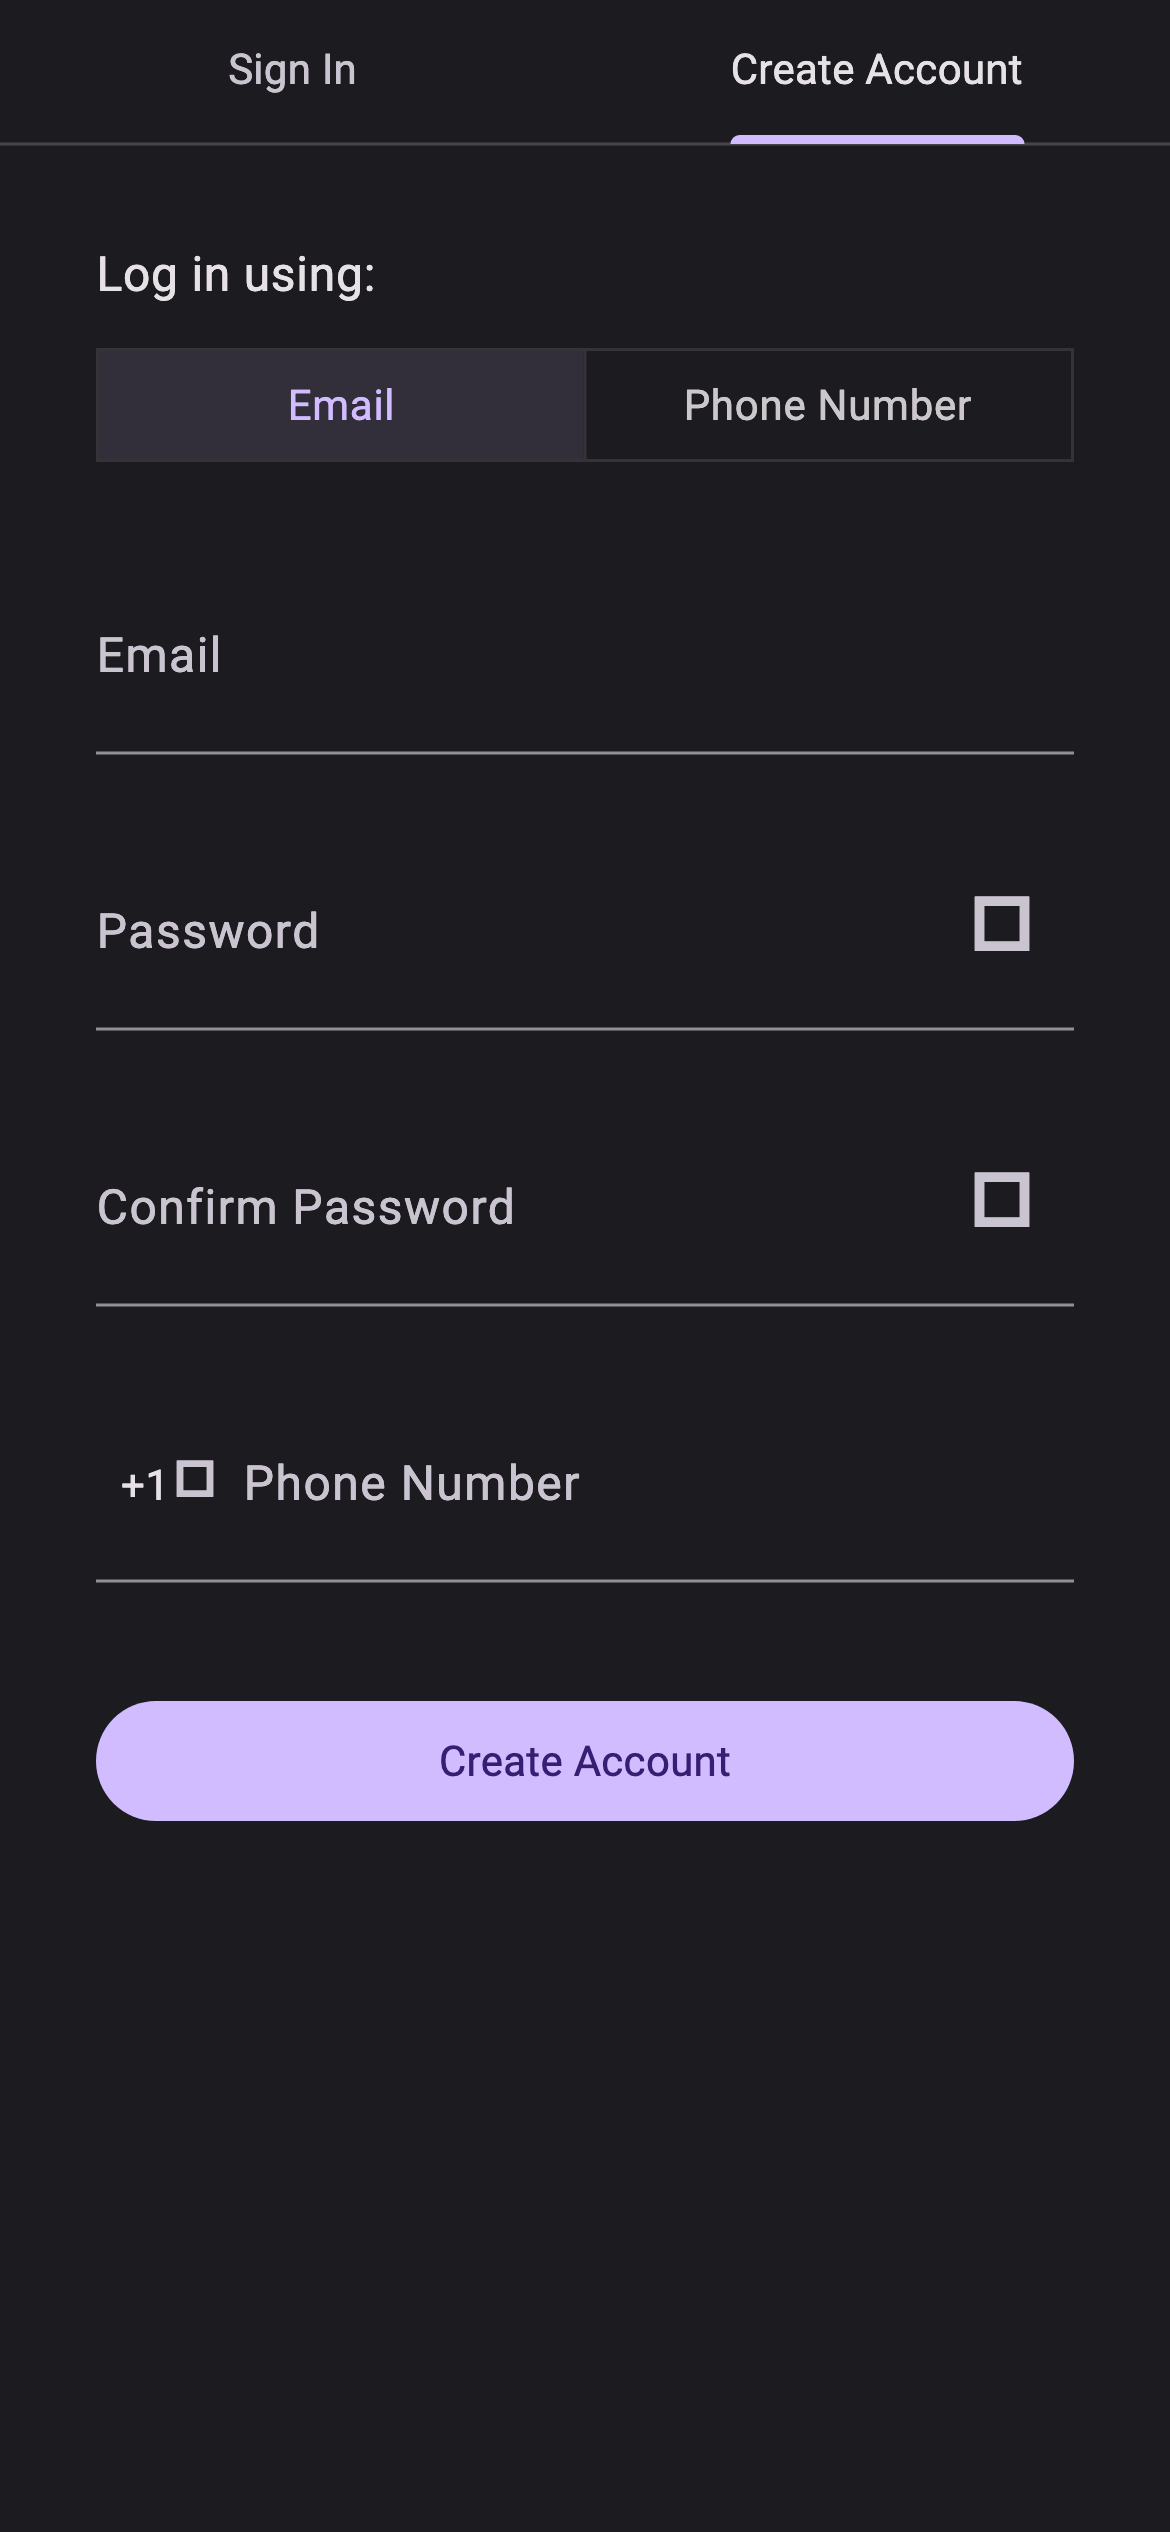 Sign In
Create Account
Log in using:
Email
Phone Number
Email
Password
Confirm Password
+1 Phone Number
Create Account